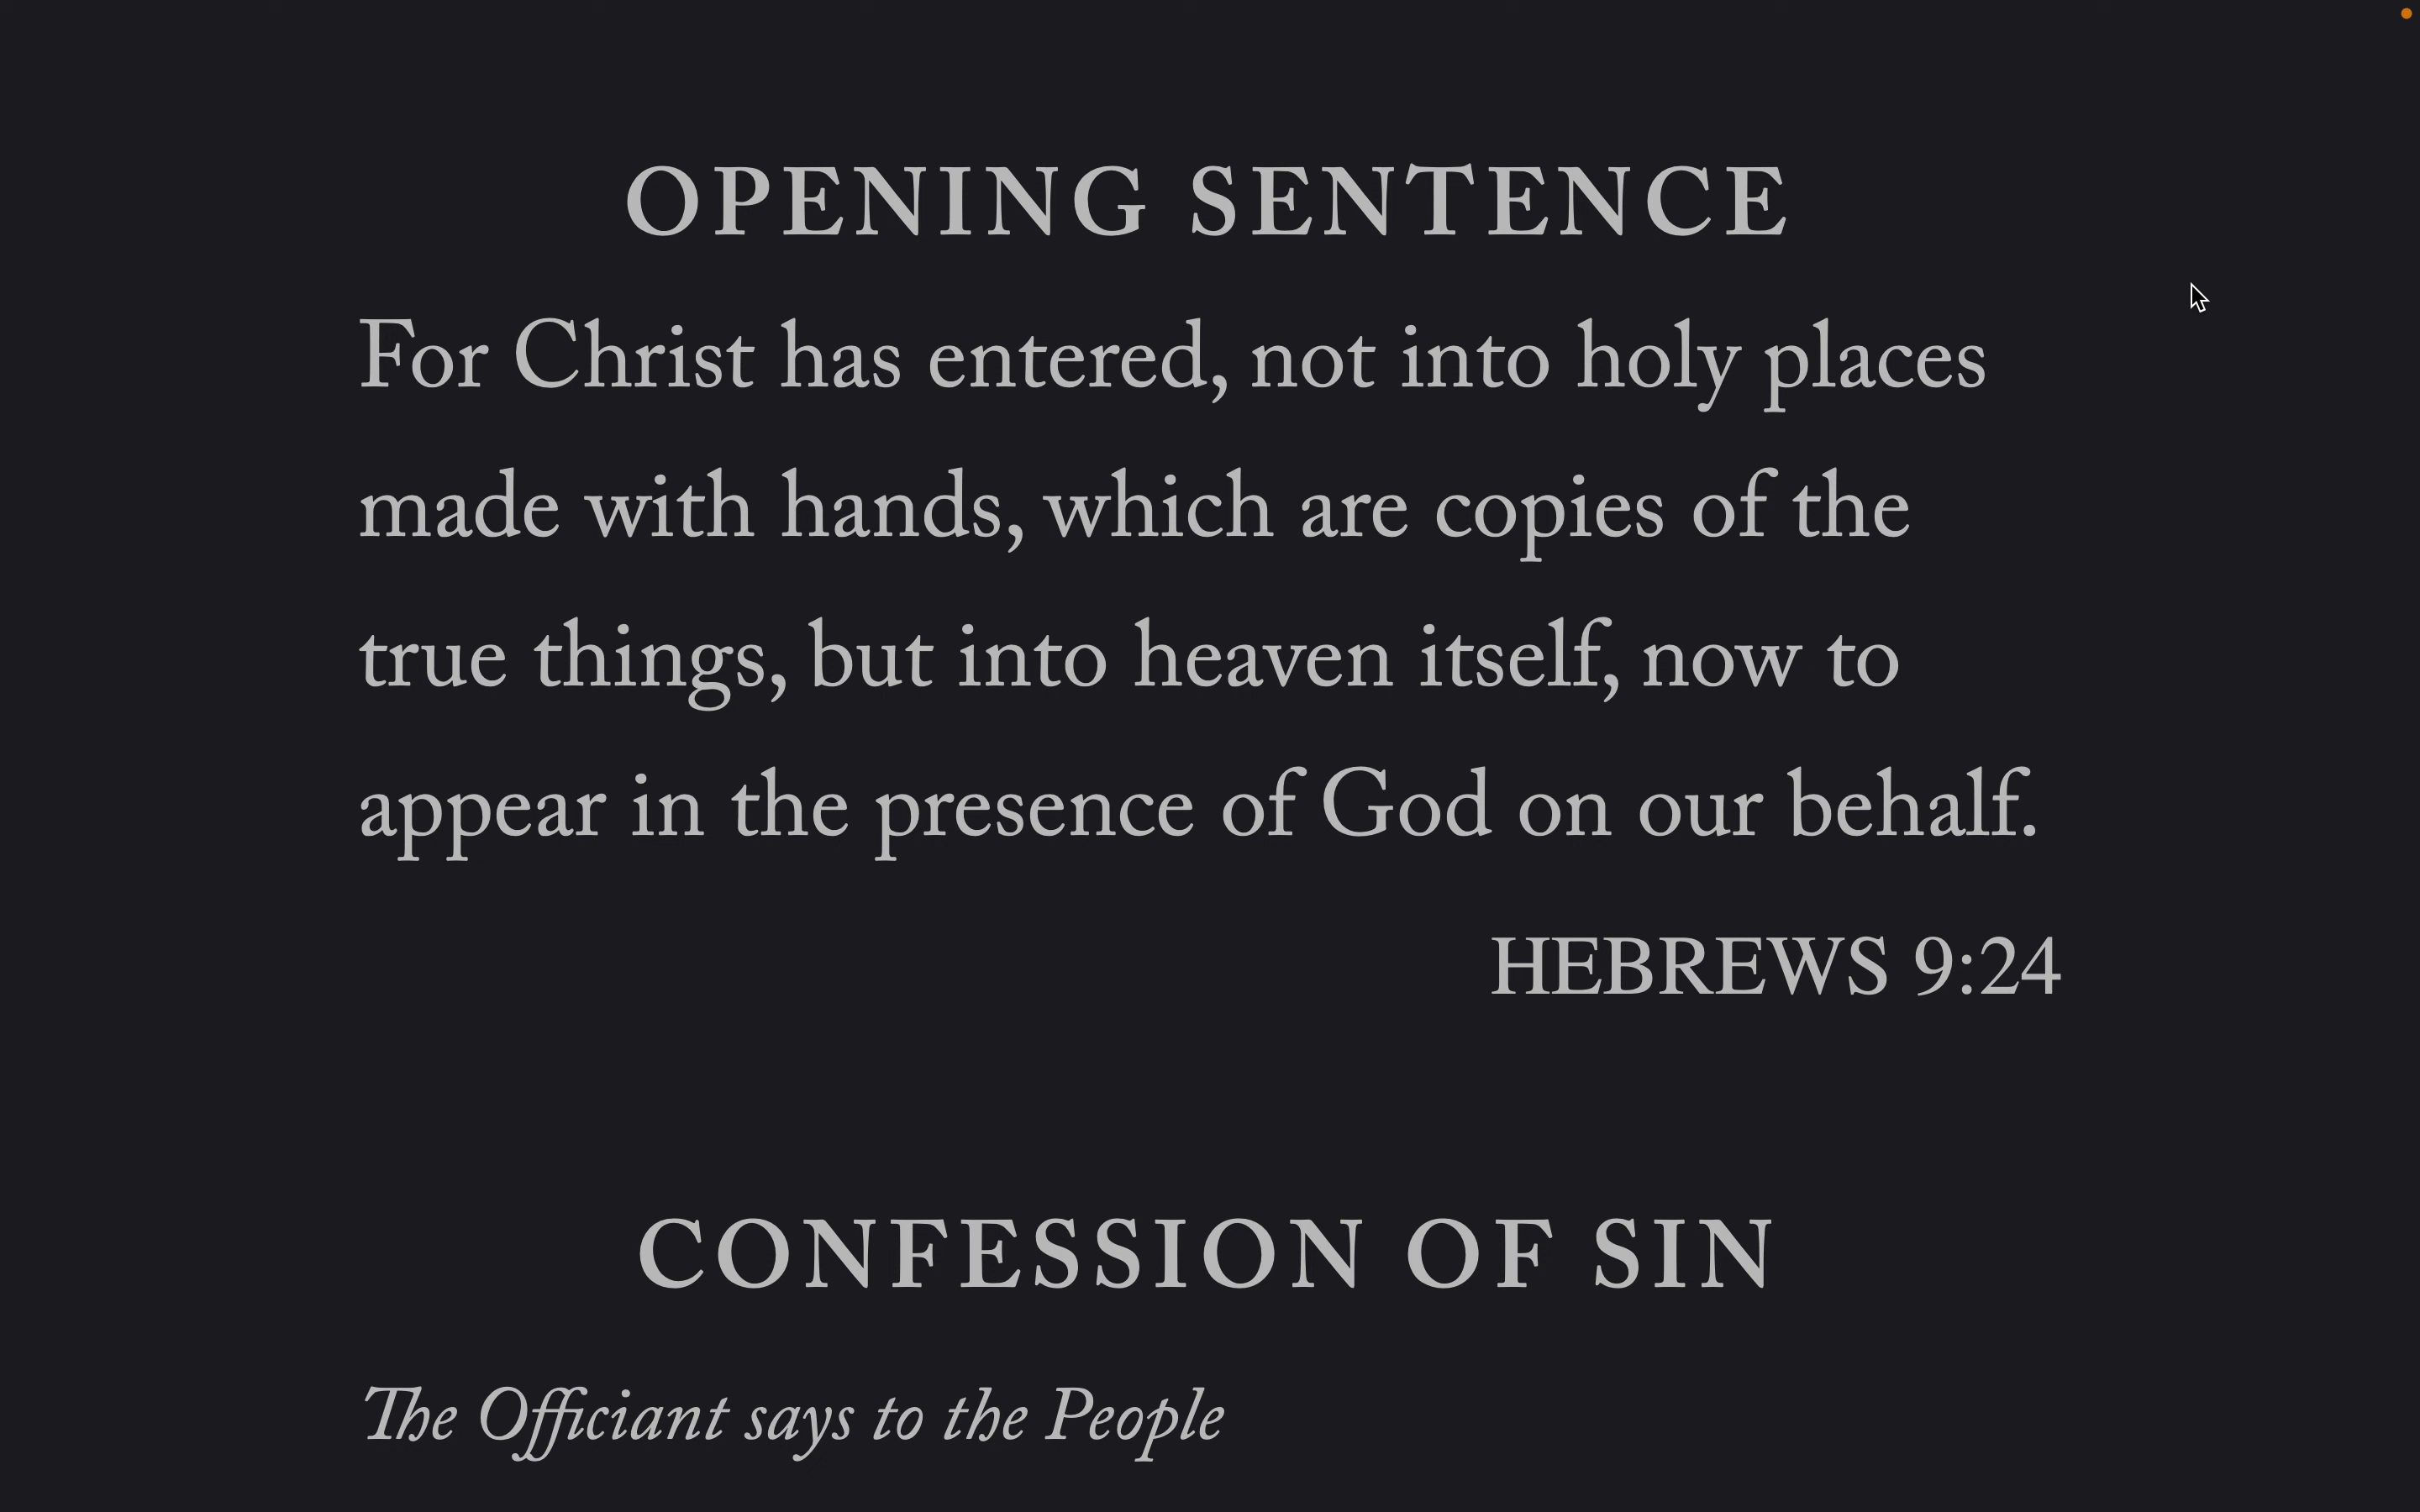 OPENING SENTENCE
For Christ has entered, not into holy places
made with hands, which are copies of the
true things, but into heaven itself, now to
appear in the presence of God on our behalf.
HEBREWS 9:24
CONFESSION OF SIN
The Officiant says to the People